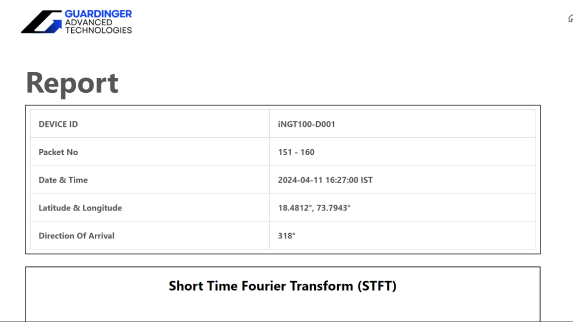 GUARDINGER
ADVANCED
TECHNOLOGIES
Report
DEVICE ID iNGT100-D001
Packet No 151 - 160
Date & Time 2024-04-11 16:27:00 IST
Latitude & Longitude 18.4812°, 73.7943°
Direction Of Arrival 318°
Short Time Fourier Transform (STFT)